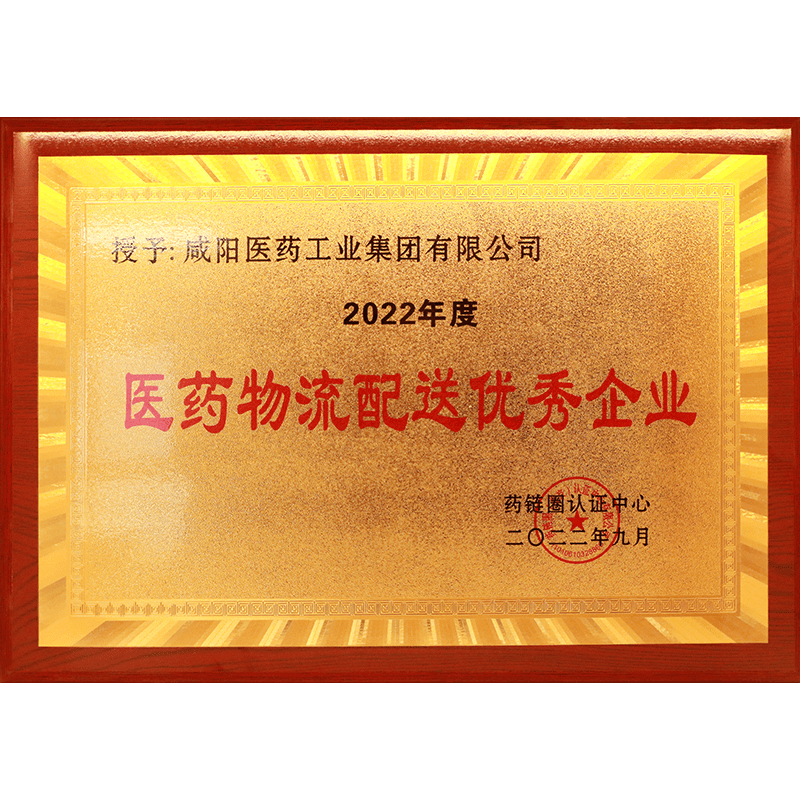 授予: 咸阳医药工业集团有限公司
2022年度
医药物流配送优秀企业
药链圈认证中心
二〇二二年九月